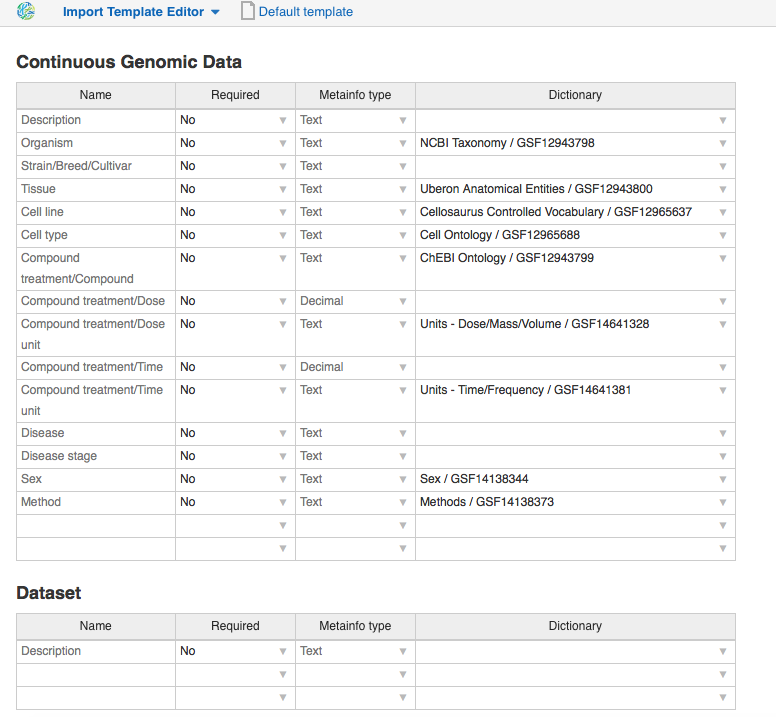 Import Template Editor Default template
Continuous Genomic Data
Name Required Metainfo type Dictionary
Description No Text
Organism No Text NCBI Taxonomy / GSF12943798
Strain/Breed/Cultivar No Text
Tissue No Text Uberon Anatomical Entities / GSF12943800
Cell line No Text Cellosaurus Controlled Vocabulary / GSF12965637
Cell type No Text Cell Ontology / GSF12965688
Compound No Text ChEBI Ontology / GSF12943799
treatment/Compound
Compound treatment/Dose No Decimal
Compound treatment/Dose No Text Units - Dose/Mass/Volume / GSF14641328
unit
Compound treatment/Time No Decimal
Compound treatment/Time No Text Units - Time/Frequency / GSF14641381
unit
Disease No Text
Disease stage No Text
Sex No Text Sex / GSF14138344
Method No Text Methods / GSF14138373
Dataset
Name Required Metainfo type Dictionary
Description No Text